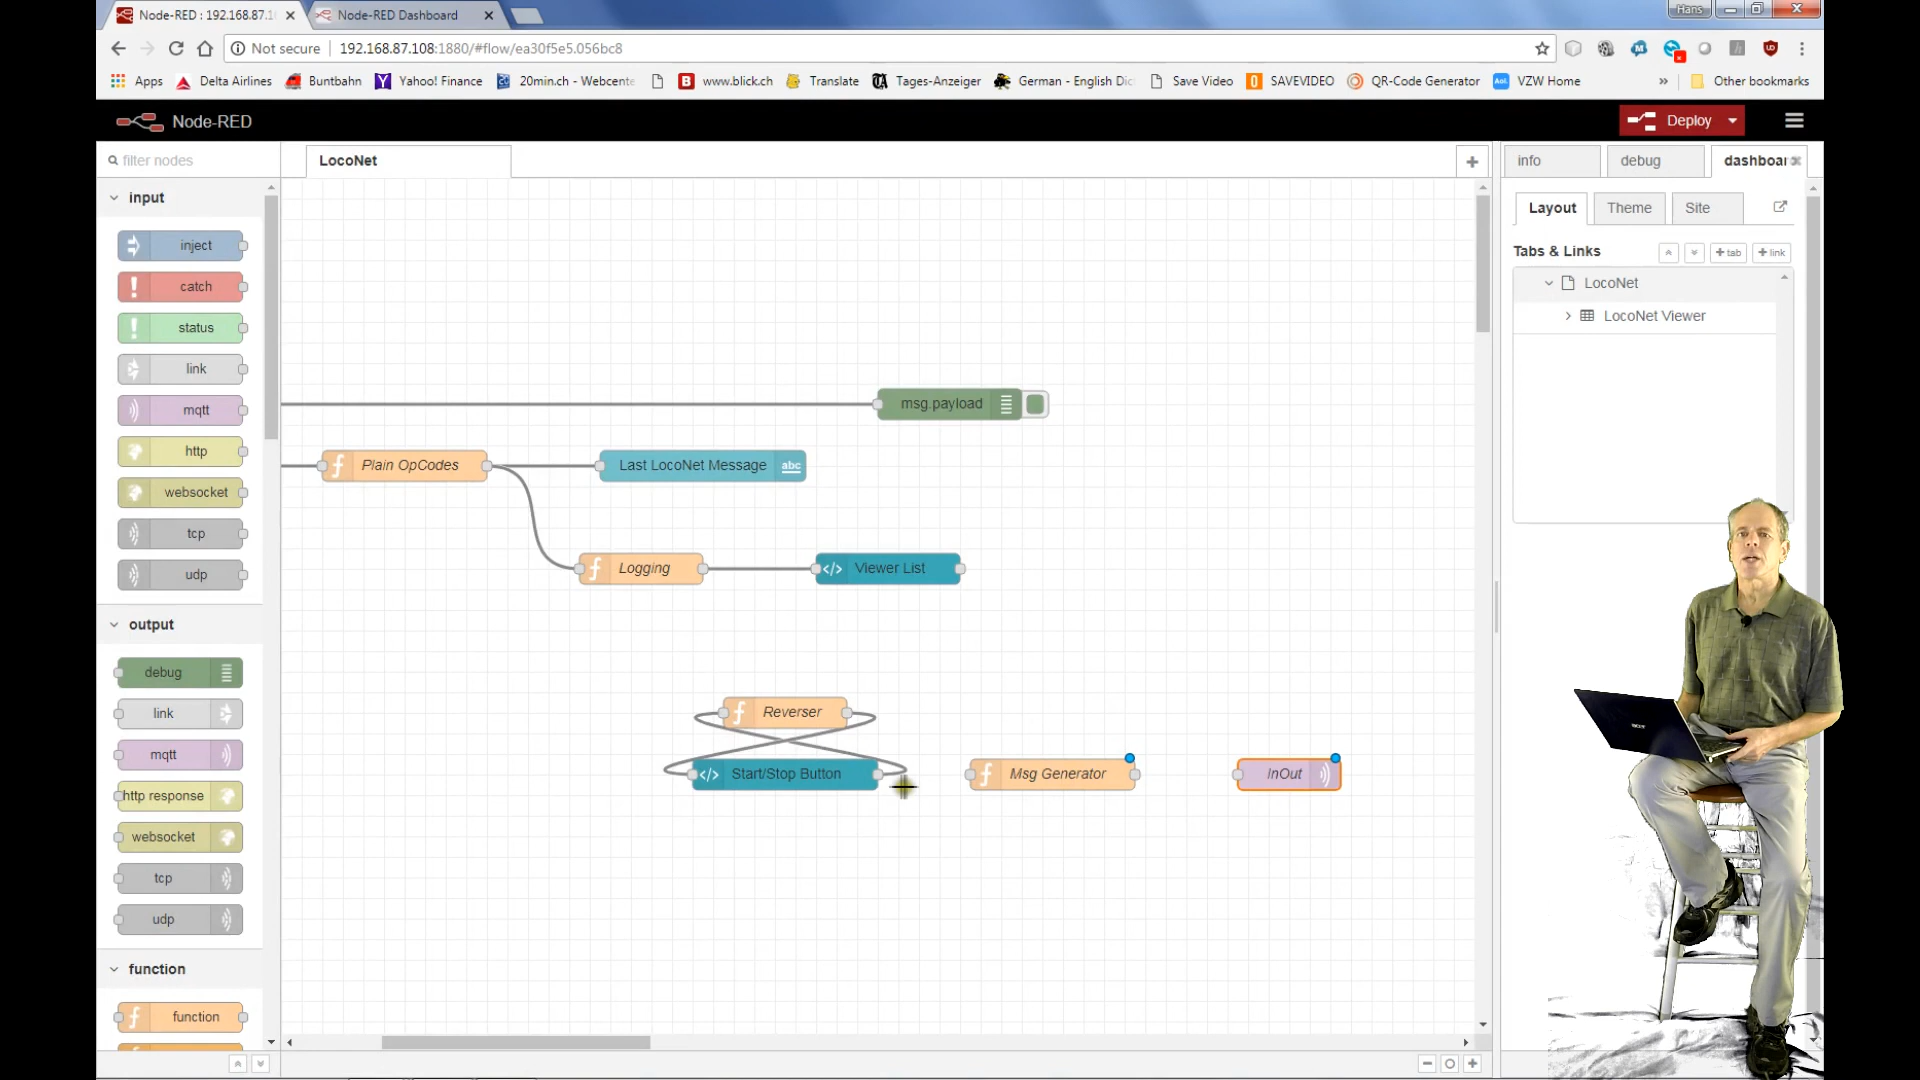 Node-RED : 192.168.87.1
Node-RED Dashboard
Hans
Not secure
192.168.87.108:1880/#flow/ea30f5e5.056bc8
Apps
Delta Airlines
Buntbahn
Yahoo! Finance
20min.ch - Webcente
www.blick.ch
Translate
Tages-Anzeiger
German - English Dic
Save Video
SAVEVIDEO
QR-Code Generator
VZW Home
»
Other bookmarks
Node-RED
Deploy
filter nodes
LocoNet
info
debug
dashboar
input
inject
catch
status
link
mqtt
http
websocket
tcp
udp
output
debug
link
mqtt
http response
websocket
tcp
udp
function
function
msg.payload
Plain OpCodes
Last LocoNet Message
abc
Logging
Viewer List
Reverser
Start/Stop Button
Msg Generator
InOut
Layout
Theme
Site
Tabs & Links
+ tab
+ link
LocoNet
LocoNet Viewer